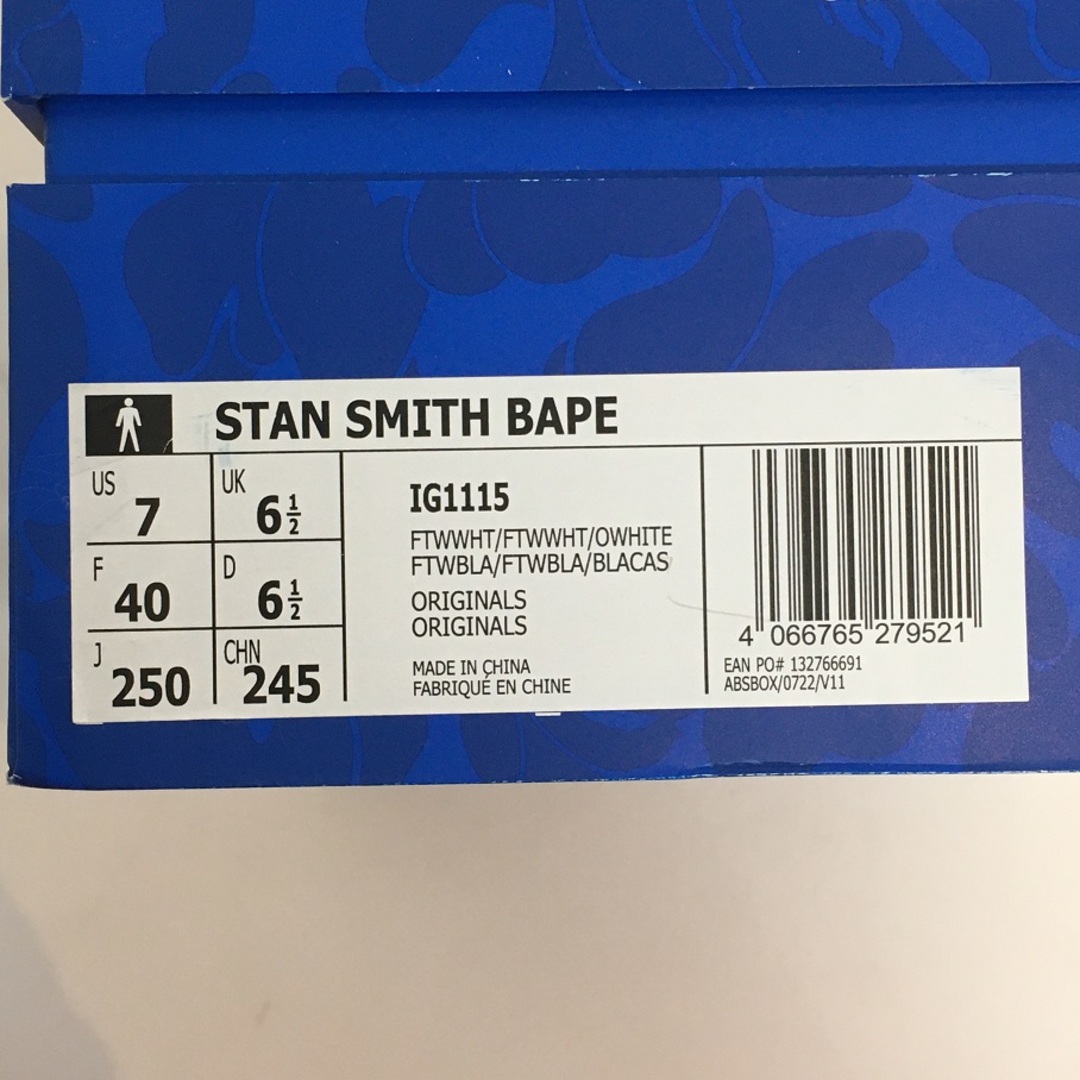 STAN SMITH BAPE
US 7 UK 6½
F 40 D 6½
J 250 CHN 245
IG1115
FTWWHT/FTWWHT/OWHITE
FTWBLA/FTWBLA/BLACAS
ORIGINALS
ORIGINALS
MADE IN CHINA
FABRIQUÉ EN CHINE
4 066765 279521
EAN PO# 132766691
ABSBOX/0722/V11